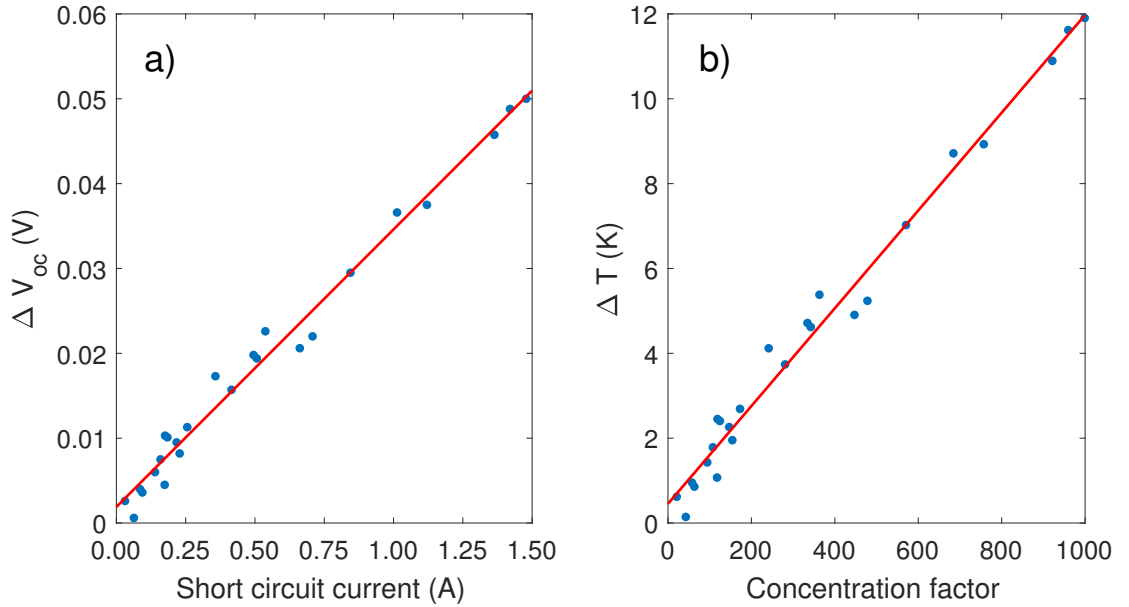 a)
0.06
0.05
0.04
0.03
0.02
0.01
0
Δ V_oc (V)
0.00 0.25 0.50 0.75 1.00 1.25 1.50
Short circuit current (A)
b)
12
10
8
6
4
2
0
Δ T (K)
0 200 400 600 800 1000
Concentration factor